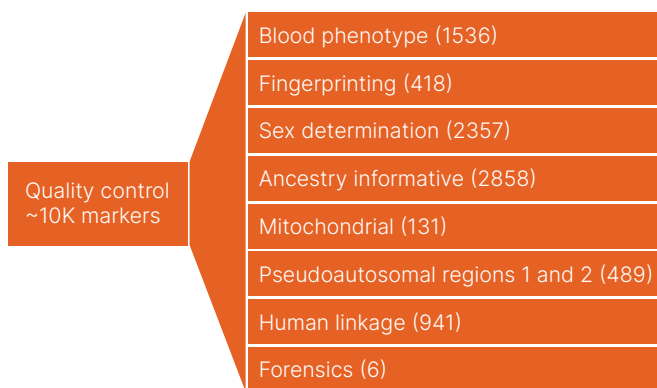 Blood phenotype (1536)
Fingerprinting (418)
Sex determination (2357)
Quality control
~10K markers
Ancestry informative (2858)
Mitochondrial (131)
Pseudoautosomal regions 1 and 2 (489)
Human linkage (941)
Forensics (6)